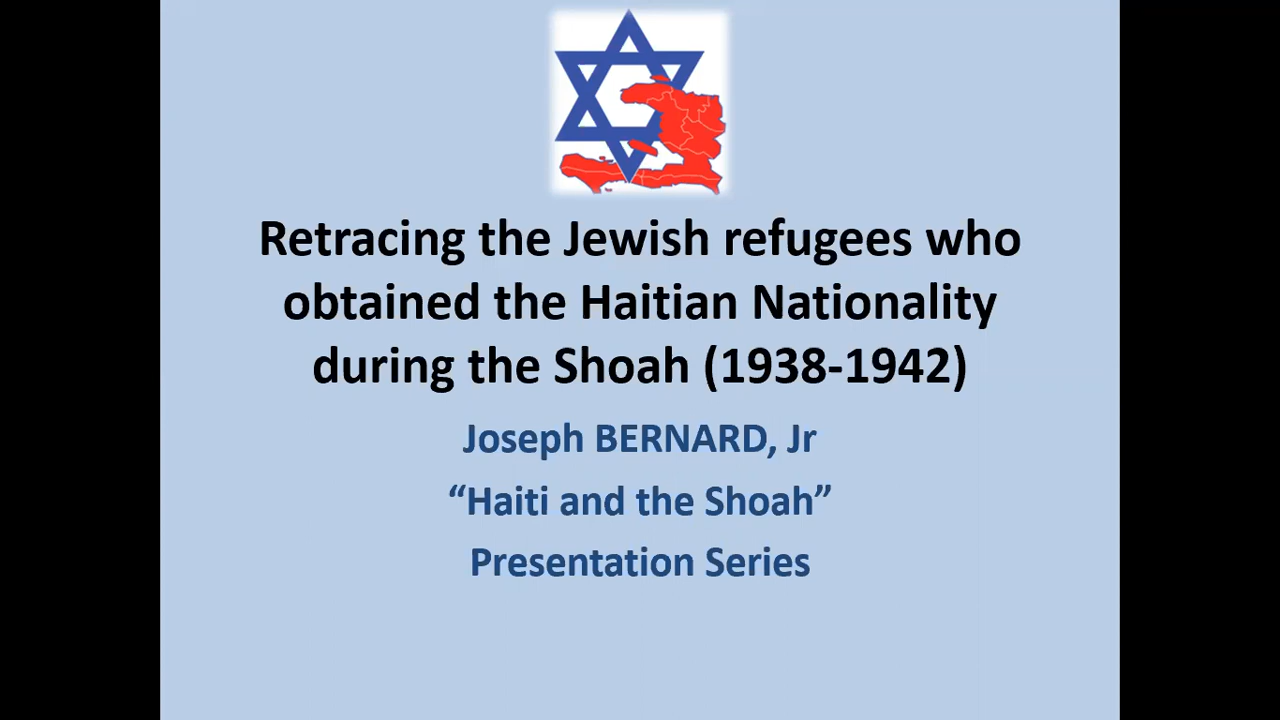 Retracing the Jewish refugees who
obtained the Haitian Nationality
during the Shoah (1938-1942)
Joseph BERNARD, Jr
“Haiti and the Shoah”
Presentation Series